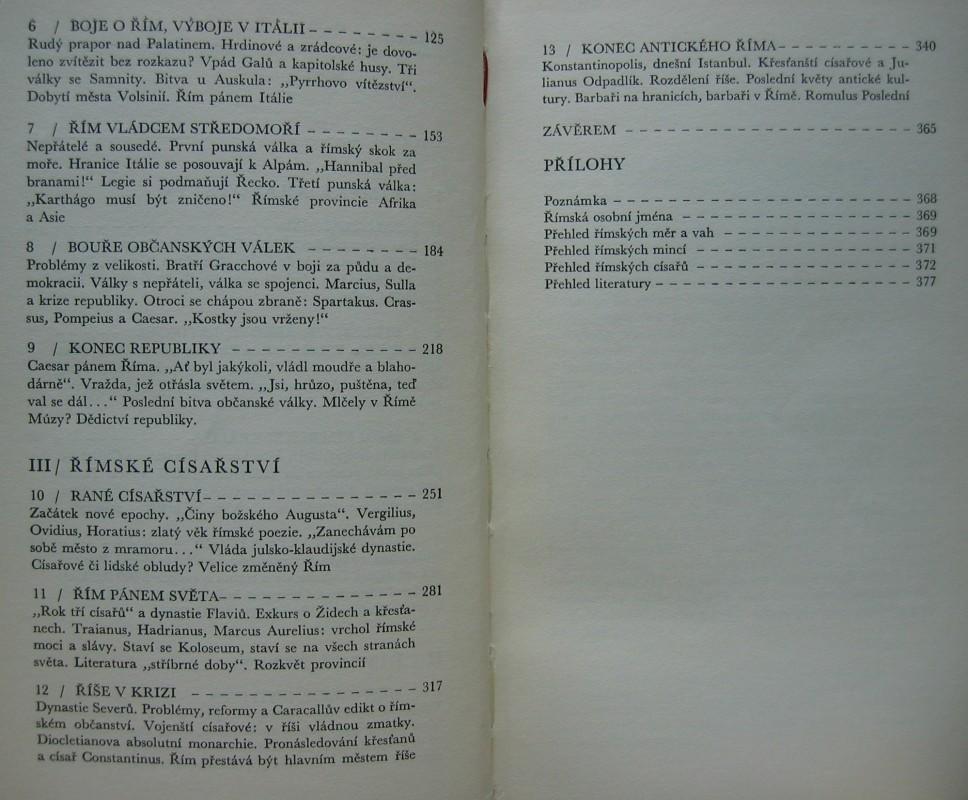 6 / BOJE O ŘÍM, VÝBOJE V ITÁLII – – – – – – – – 125
Rudý prapor nad Palatinem. Hrdinové a zrádcové: je dovo-
leno zvítězit bez rozkazu? Vpád Galů a kapitolské husy. Tři
války se Samnity. Bitva u Auskula: „Pyrrhovo vítězství“.
Dobytí města Volsinií. Řím pánem Itálie
7 / ŘÍM VLÁDCEM STŘEDOMOŘÍ – – – – – – – – 153
Nepřátelé a sousedé. První punská válka a římský skok za
moře. Hranice Itálie se posouvají k Alpám. „Hannibal před
branami!“ Legie si podmaňují Řecko. Třetí punská válka:
„Karthágo musí být zničeno!“ Římské provincie Afrika
a Asie
8 / BOUŘE OBČANSKÝCH VÁLEK – – – – – – – – 184
Problémy z velikosti. Bratří Gracchové v boji za půdu a de-
mokracii. Války s nepřáteli, válka se spojenci. Marcius, Sulla
a krize republiky. Otroci se chápou zbraně: Spartakus. Cras-
sus, Pompeius a Caesar. „Kostky jsou vrženy!“
9 / KONEC REPUBLIKY – – – – – – – – – – – – – 218
Caesar pánem Říma. „Ať byl jakýkoli, vládl moudře a blaho-
dárně“. Vražda, jež otřásla světem. „Jsi, hrůzo, puštěna, teď
val se dál...“ Poslední bitva občanské války. Mlčely v Římě
Múzy? Dědictví republiky.
III/ ŘÍMSKÉ CÍSAŘSTVÍ
10 / RANÉ CÍSAŘSTVÍ – – – – – – – – – – – – – – – 251
Začátek nové epochy. „Činy božského Augusta“. Vergilius,
Ovidius, Horatius: zlatý věk římské poezie. „Zanechávám po
sobě město z mramoru...“ Vláda julsko-klaudijské dynastie.
Císařové či lidské obludy? Velice změněný Řím
11 / ŘÍM PÁNEM SVĚTA – – – – – – – – – – – – – – 281
„Rok tří císařů“ a dynastie Flaviů. Exkurs o Židech a křesťa-
nech. Traianus, Hadrianus, Marcus Aurelius: vrchol římské
moci a slávy. Staví se Koloseum, staví se na všech stranách
světa. Literatura „stříbrné doby“. Rozkvět provincií
12 / ŘÍŠE V KRIZI – – – – – – – – – – – – – – – – 317
Dynastie Severů. Problémy, reformy a Caracallův edikt o řím-
ském občanství. Vojenští císařové: v říši vládnou zmatky.
Diocletianova absolutní monarchie. Pronásledování křesťanů
a císař Constantinus. Řím přestává být hlavním městem říše
13 / KONEC ANTICKÉHO ŘÍMA – – – – – – – – – 340
Konstantinopolis, dnešní Istanbul. Křesťanští císařové a Ju-
lianus Odpadlík. Rozdělení říše. Poslední květy antické kul-
tury. Barbaři na hranicích, barbaři v Římě. Romulus Poslední
ZÁVĚREM – – – – – – – – – – – – – – – – – – – – 365
PŘÍLOHY
Poznámka – – – – – – – – – – – – – – – – – – – – – 368
Římská osobní jména – – – – – – – – – – – – – – – – 369
Přehled římských měr a vah – – – – – – – – – – – – – 369
Přehled římských mincí – – – – – – – – – – – – – – – 371
Přehled římských císařů – – – – – – – – – – – – – – – 372
Přehled literatury – – – – – – – – – – – – – – – – – – 377